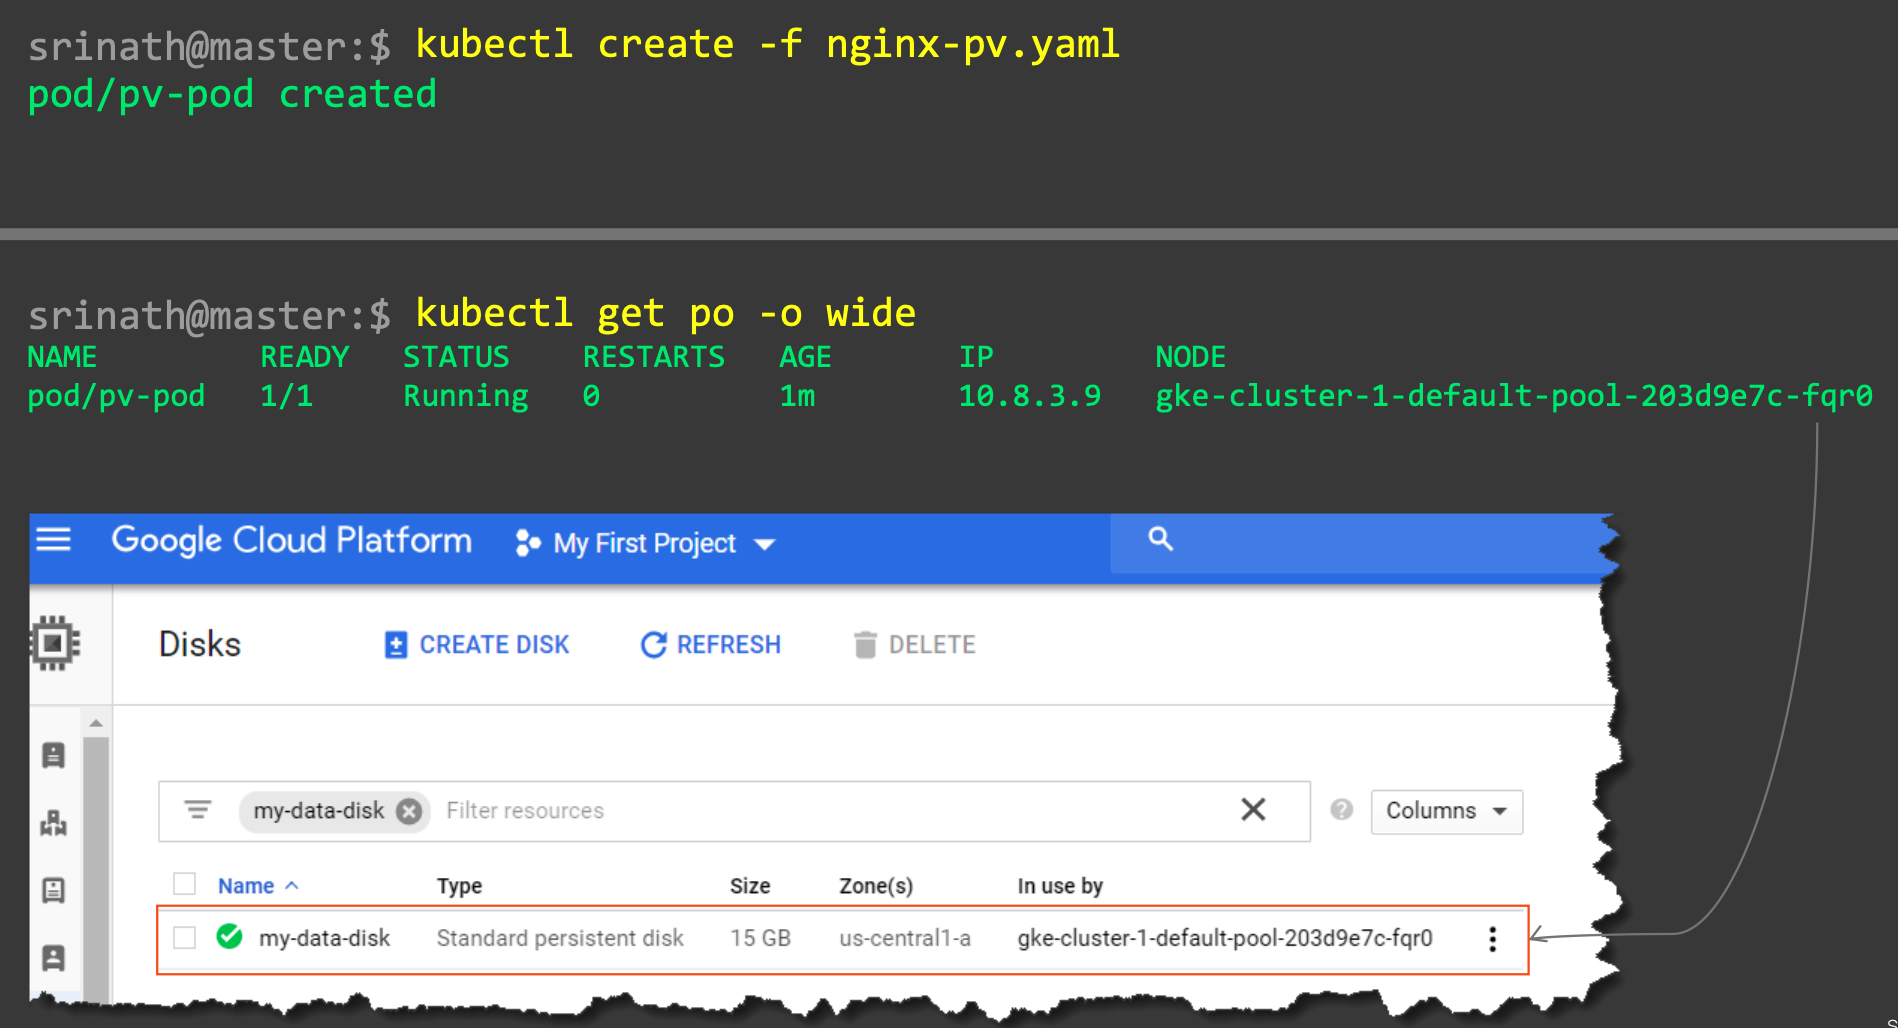 srinath@master:$ kubectl create -f nginx-pv.yaml
pod/pv-pod created
srinath@master:$ kubectl get po -o wide
NAME READY STATUS RESTARTS AGE IP NODE
pod/pv-pod 1/1 Running 0 1m 10.8.3.9 gke-cluster-1-default-pool-203d9e7c-fqr0
Google Cloud Platform My First Project
Disks CREATE DISK REFRESH DELETE
my-data-disk Filter resources Columns
Name Type Size Zone(s) In use by
my-data-disk Standard persistent disk 15 GB us-central1-a gke-cluster-1-default-pool-203d9e7c-fqr0